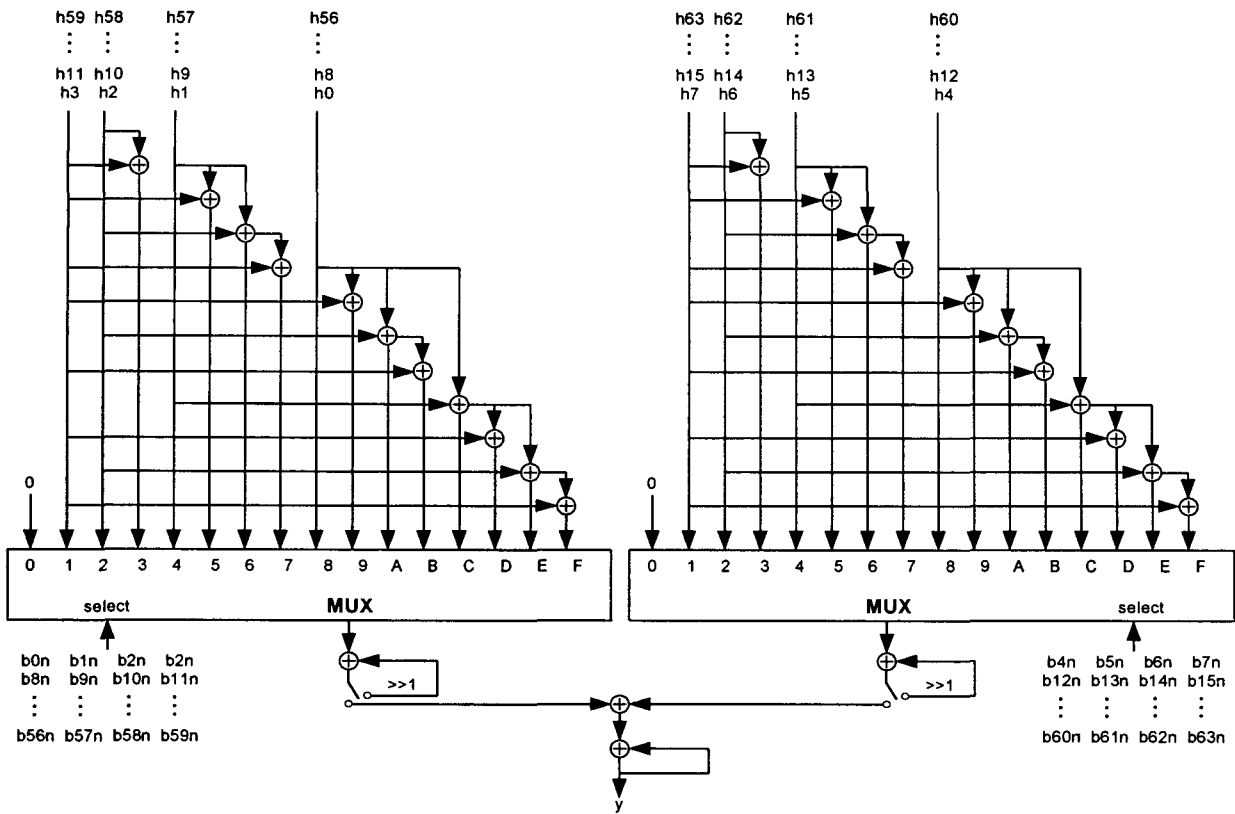 h59 h58 h57 h56 h63 h62 h61 h60
⋮ ⋮ ⋮ ⋮ ⋮ ⋮ ⋮ ⋮
h11 h10 h9 h8 h15 h14 h13 h12
h3 h2 h1 h0 h7 h6 h5 h4
0 0
0 1 2 3 4 5 6 7 8 9 A B C D E F 0 1 2 3 4 5 6 7 8 9 A B C D E F
select MUX MUX select
b0n b1n b2n b2n b4n b5n b6n b7n
b8n b9n b10n b11n >>1 >>1 b12n b13n b14n b15n
⋮ ⋮ ⋮ ⋮ ⋮ ⋮ ⋮ ⋮
b56n b57n b58n b59n b60n b61n b62n b63n
y